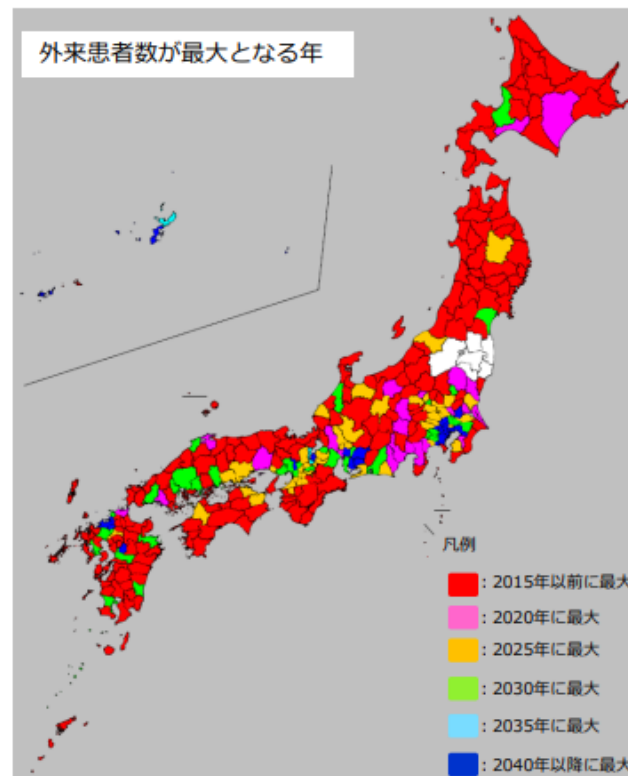 外来患者数が最大となる年
凡例
: 2015年以前に最大
: 2020年に最大
: 2025年に最大
: 2030年に最大
: 2035年に最大
: 2040年以降に最大